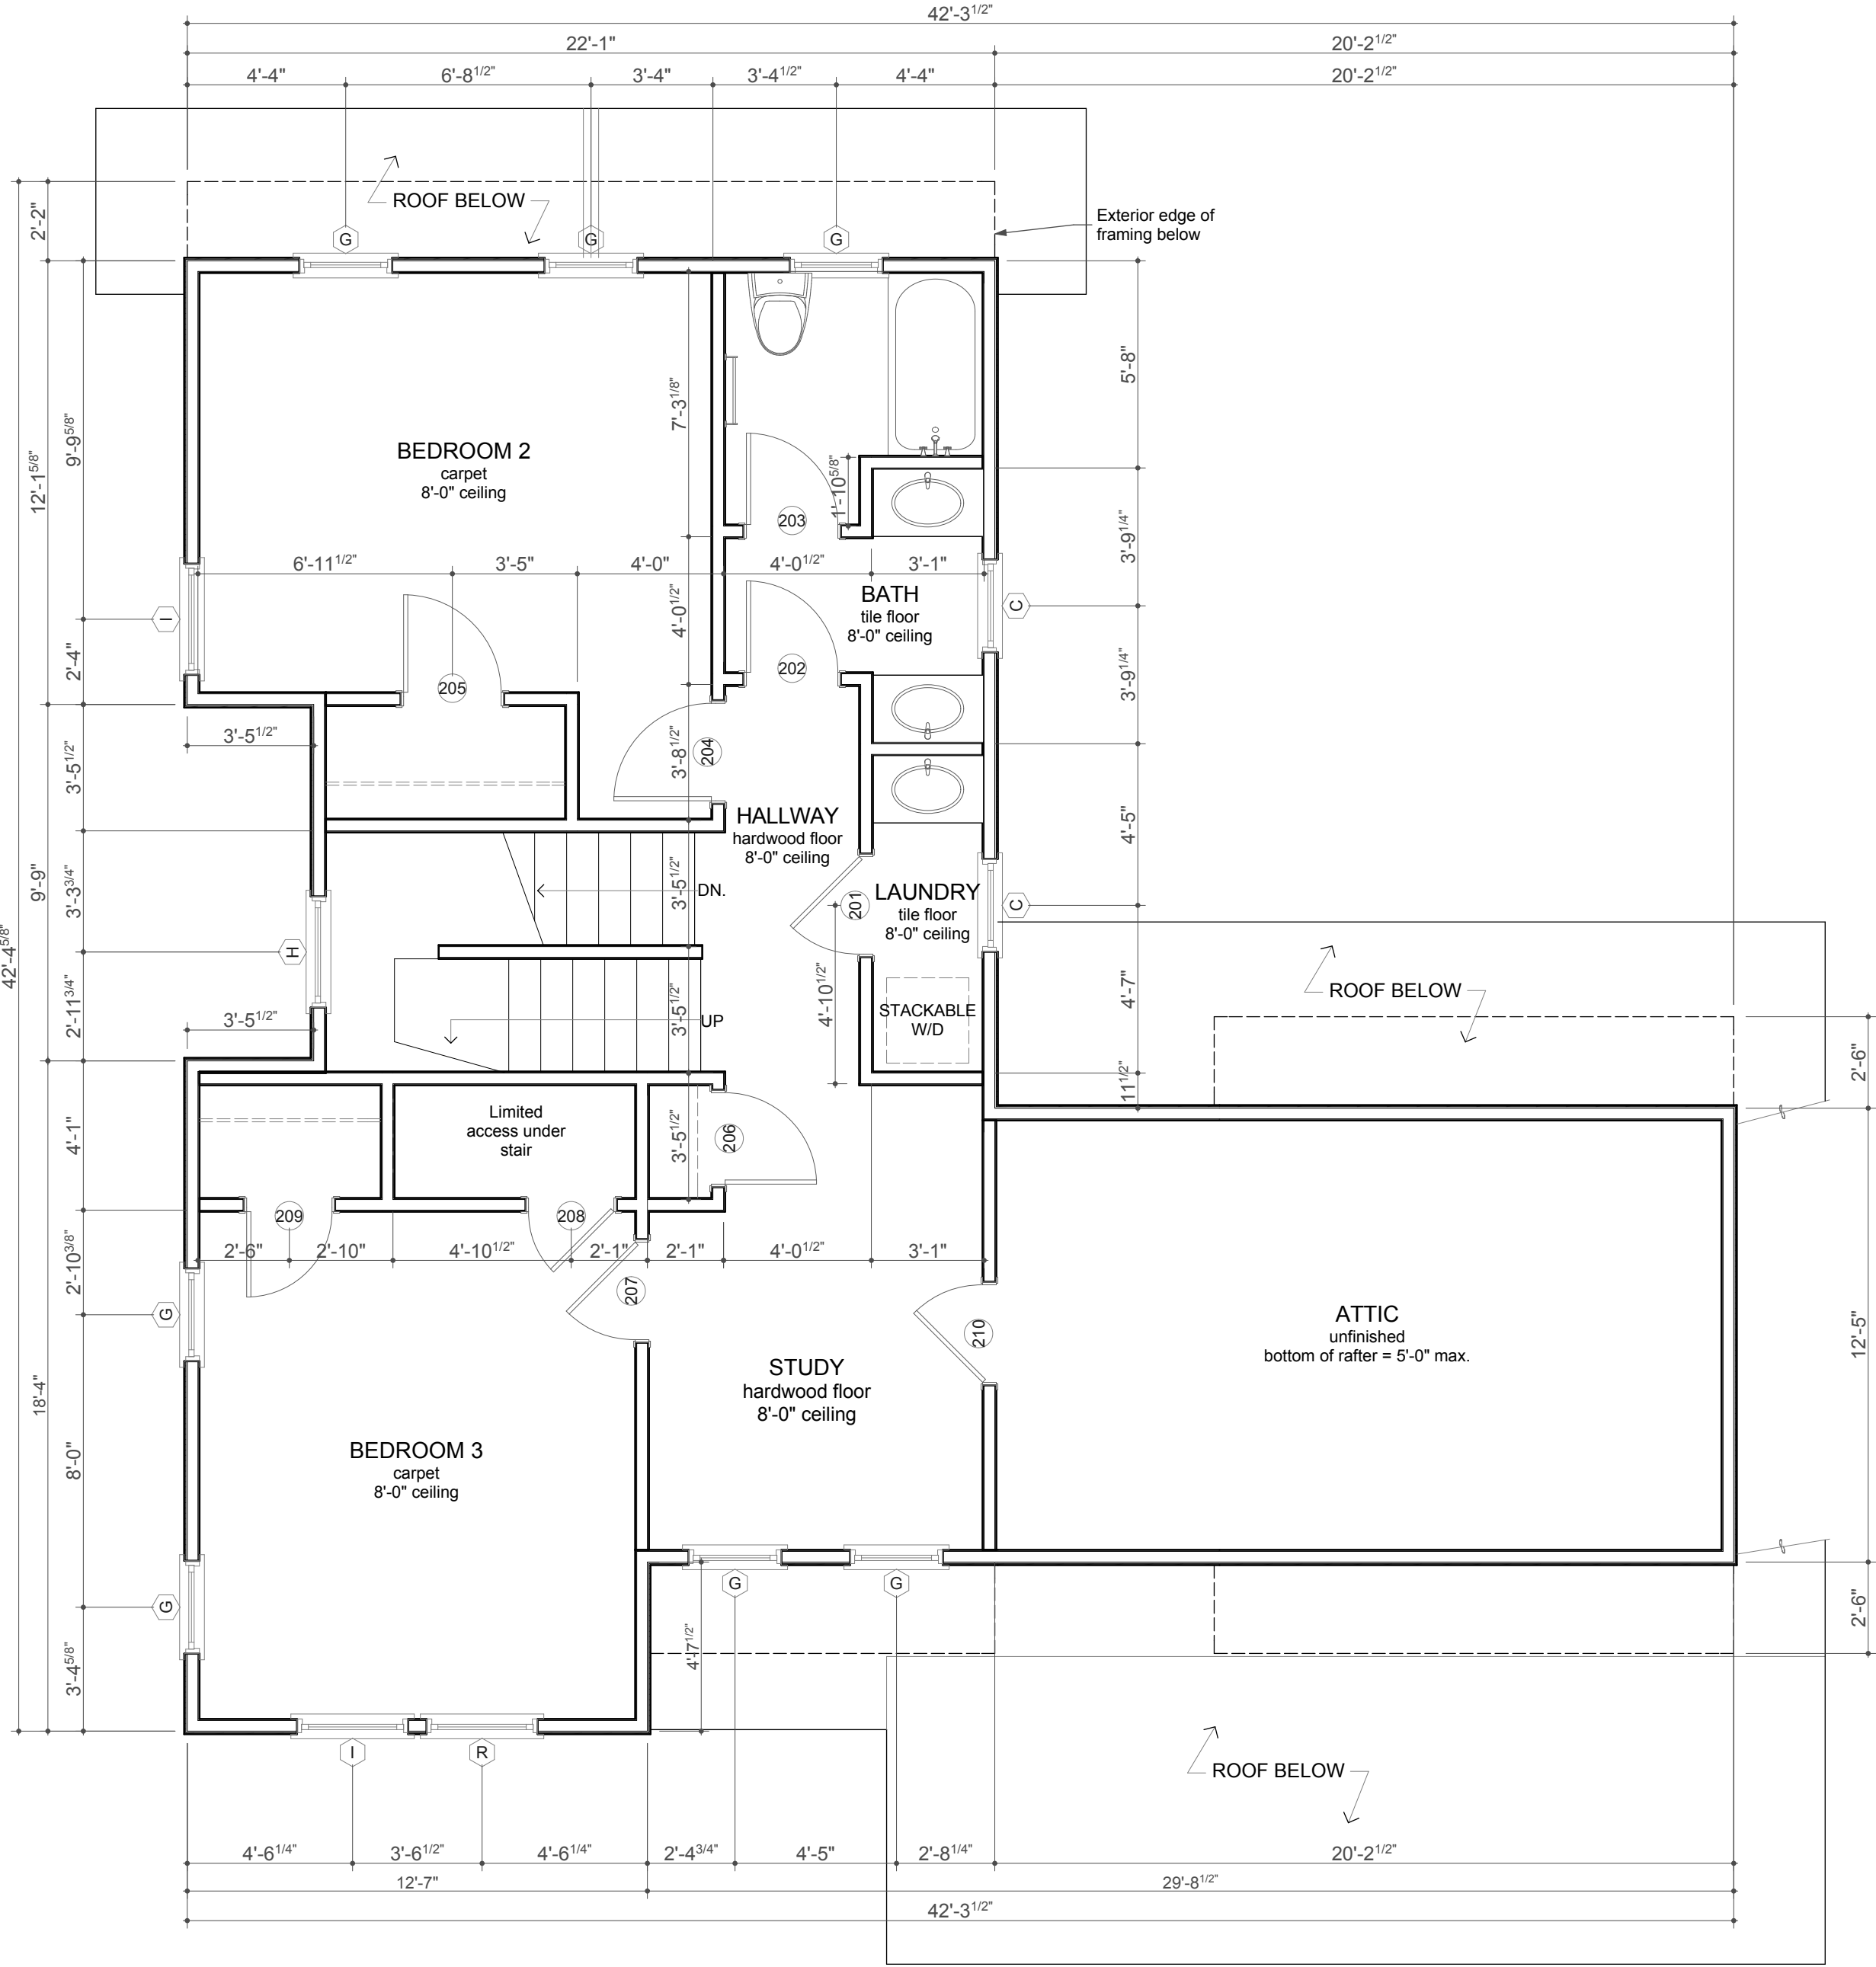 42'-3 1/2"
22'-1"
20'-2 1/2"
4'-4"
6'-8 1/2"
3'-4"
3'-4 1/2"
4'-4"
20'-2 1/2"
ROOF BELOW
Exterior edge of
framing below
G
G
G
2'-2"
42'-4 5/8"
12'-1 5/8"
9'-9"
18'-4"
9'-9 5/8"
2'-4"
3'-5 1/2"
3'-3 3/4"
2'-11 3/4"
4'-1"
2'-10 3/8"
8'-0"
3'-4 5/8"
I
H
G
G
BEDROOM 2
carpet
8'-0" ceiling
7'-3 1/8"
4'-0 1/2"
3'-8 1/2"
3'-5 1/2"
3'-5 1/2"
3'-5 1/2"
1'-10 5/8"
203
6'-11 1/2"
3'-5"
4'-0"
4'-0 1/2"
3'-1"
BATH
tile floor
8'-0" ceiling
C
5'-8"
3'-9 1/4"
3'-9 1/4"
4'-5"
4'-7"
11 1/2"
202
205
204
3'-5 1/2"
HALLWAY
hardwood floor
8'-0" ceiling
DN.
201
LAUNDRY
tile floor
8'-0" ceiling
C
4'-10 1/2"
STACKABLE
W/D
UP
3'-5 1/2"
ROOF BELOW
2'-6"
12'-5"
2'-6"
Limited
access under
stair
206
209
208
2'-6"
2'-10"
4'-10 1/2"
2'-1"
2'-1"
4'-0 1/2"
3'-1"
207
210
ATTIC
unfinished
bottom of rafter = 5'-0" max.
STUDY
hardwood floor
8'-0" ceiling
BEDROOM 3
carpet
8'-0" ceiling
G
G
4'-7 1/2"
I
R
ROOF BELOW
4'-6 1/4"
3'-6 1/2"
4'-6 1/4"
2'-4 3/4"
4'-5"
2'-8 1/4"
20'-2 1/2"
12'-7"
29'-8 1/2"
42'-3 1/2"